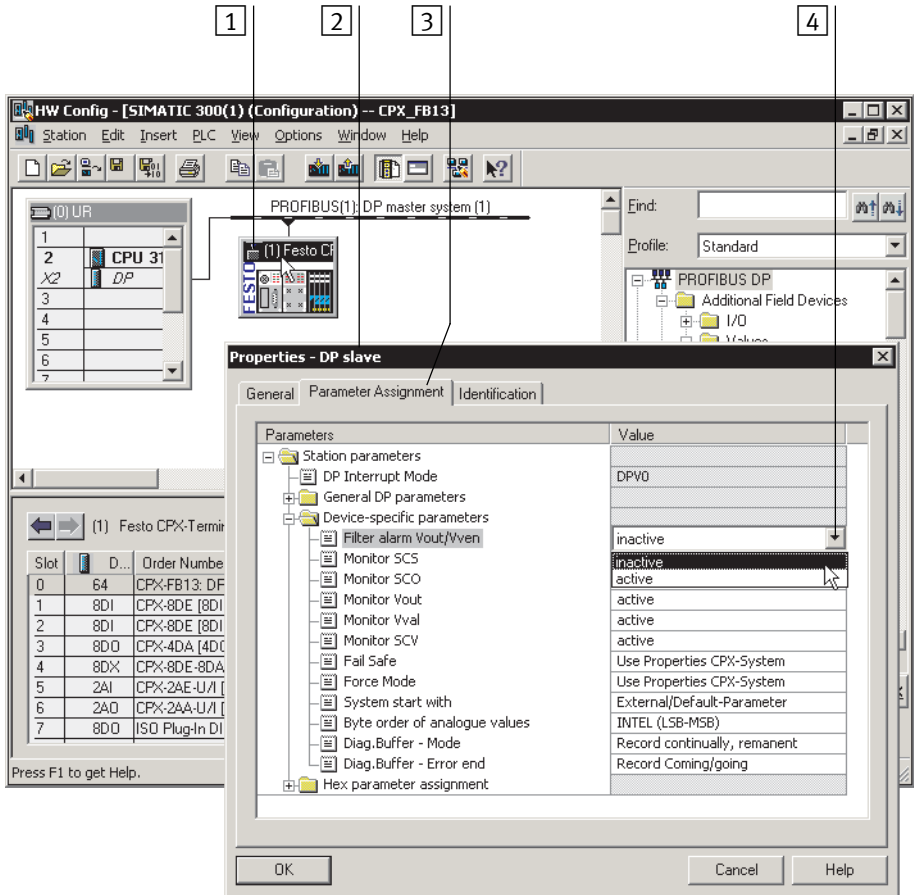 1 2 3 4
HW Config - [SIMATIC 300(1) (Configuration) -- CPX_FB13]
Station Edit Insert PLC View Options Window Help
(0) UR
1
2 CPU 31
X2 DP
3
4
5
6
7
PROFIBUS(1): DP master system (1)
(1) Festo CP
FESTO
Find:
Profile: Standard
PROFIBUS DP
Additional Field Devices
I/O
Valves
(1) Festo CPX-Termin
Slot D... Order Numbe
0 64 CPX-FB13: DP
1 8DI CPX-8DE [8DI
2 8DI CPX-8DE [8DI
3 8DO CPX-4DA [4DO
4 8DX CPX-8DE-8DA
5 2AI CPX-2AE-U/I [
6 2AO CPX-2AA-U/I [
7 8DO ISO Plug-In DI
Press F1 to get Help.
Properties - DP slave
General Parameter Assignment Identification
Parameters Value
Station parameters
DP Interrupt Mode DPV0
General DP parameters
Device-specific parameters
Filter alarm Vout/Vven inactive
Monitor SCS inactive
Monitor SCO active
Monitor Vout active
Monitor Vval active
Monitor SCV active
Fail Safe Use Properties CPX-System
Force Mode Use Properties CPX-System
System start with External/Default-Parameter
Byte order of analogue values INTEL (LSB-MSB)
Diag.Buffer - Mode Record continually, remanent
Diag.Buffer - Error end Record Coming/going
Hex parameter assignment
OK Cancel Help